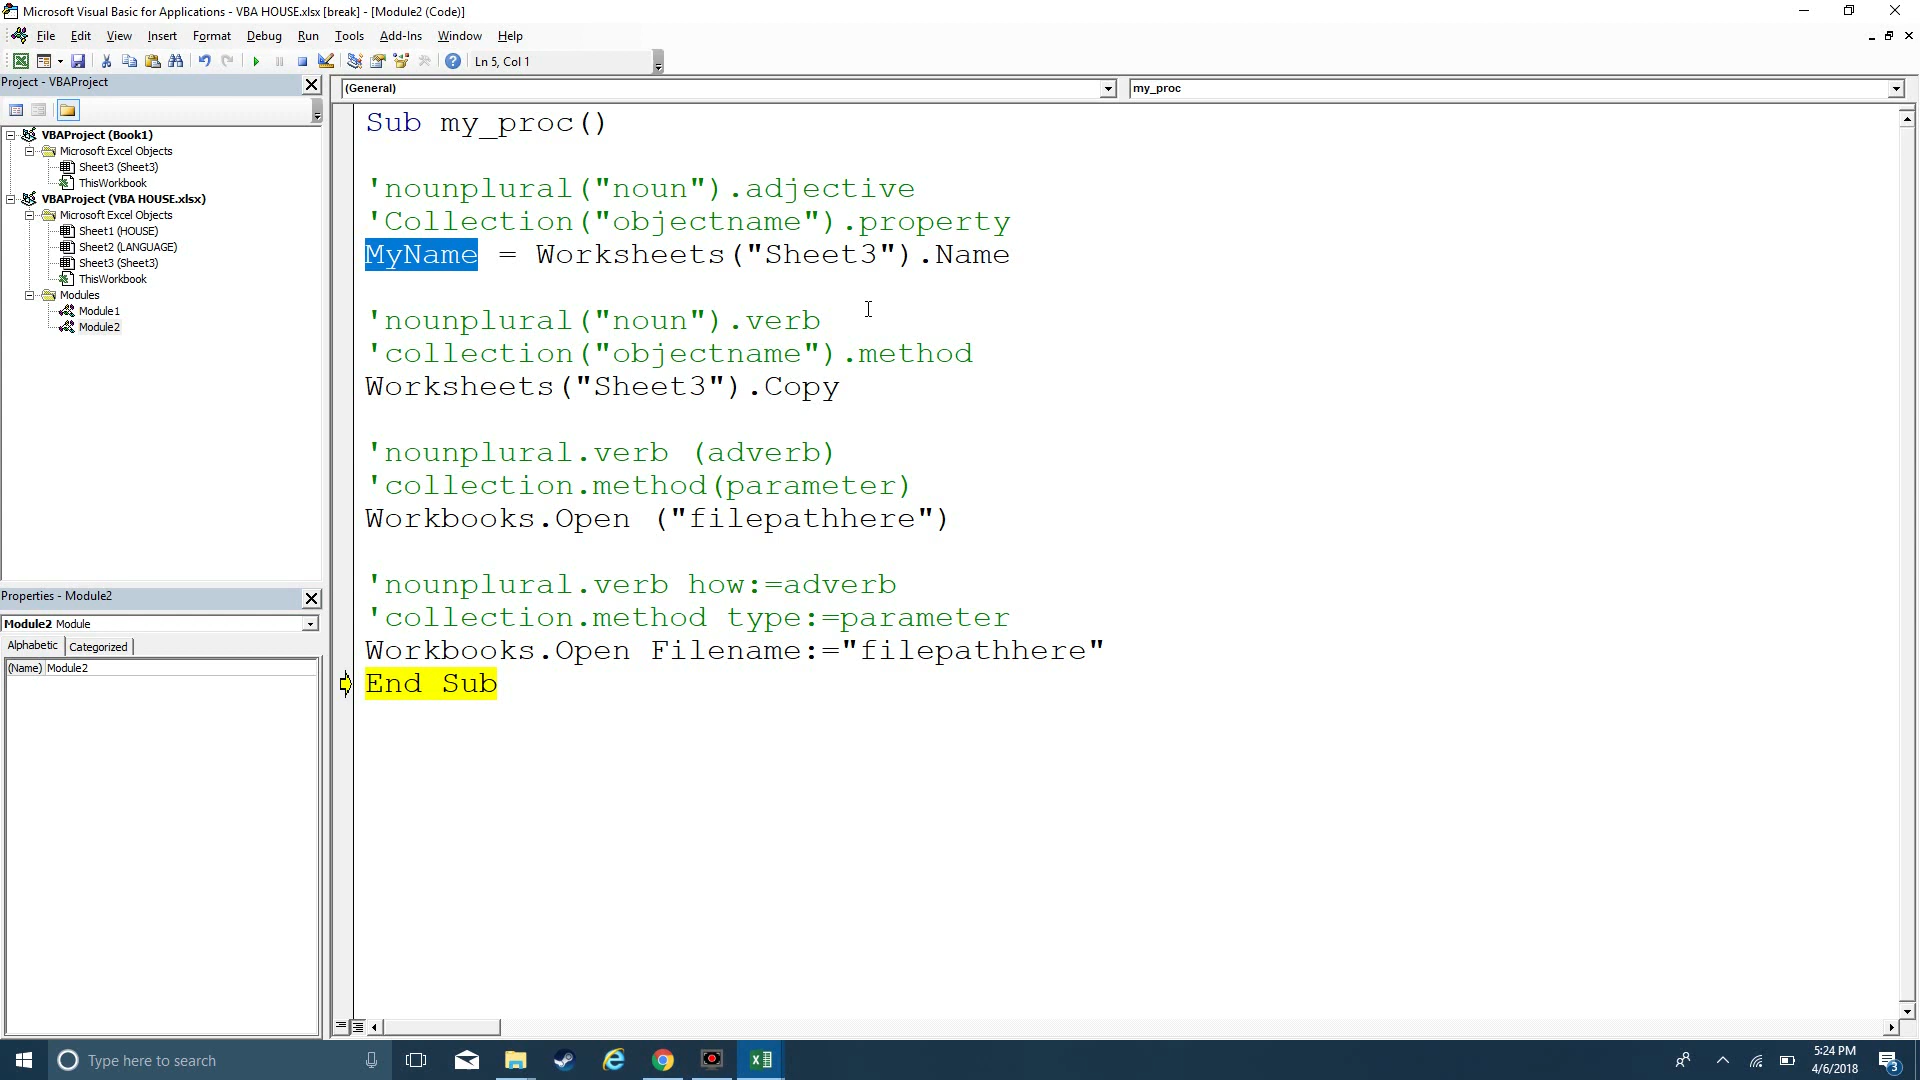 Microsoft Visual Basic for Applications - VBA HOUSE.xlsx [break] - [Module2 (Code)]
File Edit View Insert Format Debug Run Tools Add-Ins Window Help
Ln 5, Col 1
Project - VBAProject
(General)
my_proc
VBAProject (Book1)
Microsoft Excel Objects
Sheet3 (Sheet3)
ThisWorkbook
VBAProject (VBA HOUSE.xlsx)
Microsoft Excel Objects
Sheet1 (HOUSE)
Sheet2 (LANGUAGE)
Sheet3 (Sheet3)
ThisWorkbook
Modules
Module1
Module2
Properties - Module2
Module2 Module
Alphabetic Categorized
(Name) Module2
Sub my_proc()
'nounplural("noun").adjective
'Collection("objectname").property
MyName = Worksheets("Sheet3").Name
'nounplural("noun").verb
'collection("objectname").method
Worksheets("Sheet3").Copy
'nounplural.verb (adverb)
'collection.method(parameter)
Workbooks.Open ("filepathhere")
'nounplural.verb how:=adverb
'collection.method type:=parameter
Workbooks.Open Filename:="filepathhere"
End Sub
Type here to search
5:24 PM
4/6/2018
3